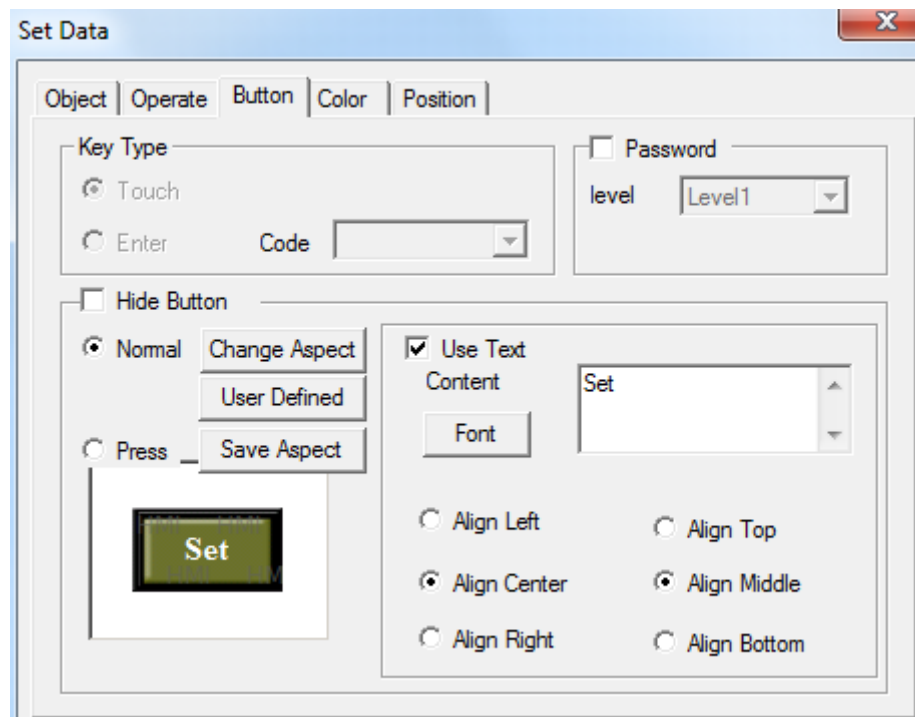 Set Data
Object Operate Button Color Position
Key Type
Touch
Enter Code
Password
level Level1
Hide Button
Normal Change Aspect
User Defined
Press Save Aspect
Set
Use Text
Content Set
Font
Align Left Align Top
Align Center Align Middle
Align Right Align Bottom